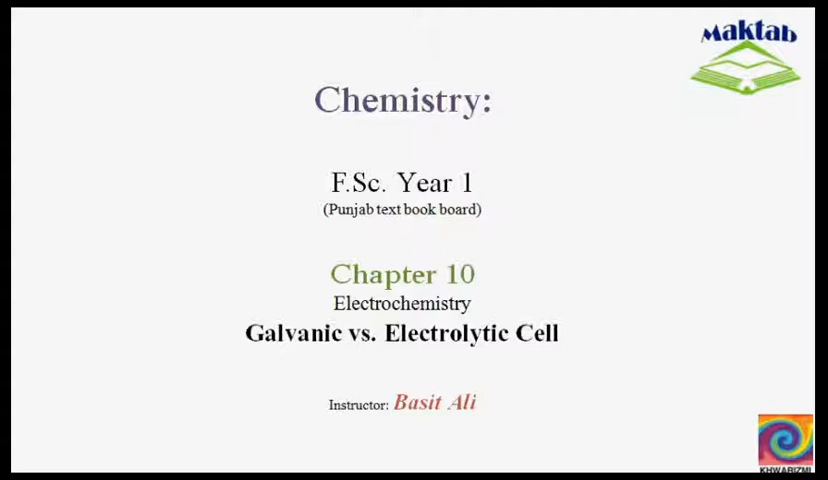 Maktab
Chemistry:
F.Sc. Year 1
(Punjab text book board)
Chapter 10
Electrochemistry
Galvanic vs. Electrolytic Cell
Instructor: Basit Ali
KHWARIZMI